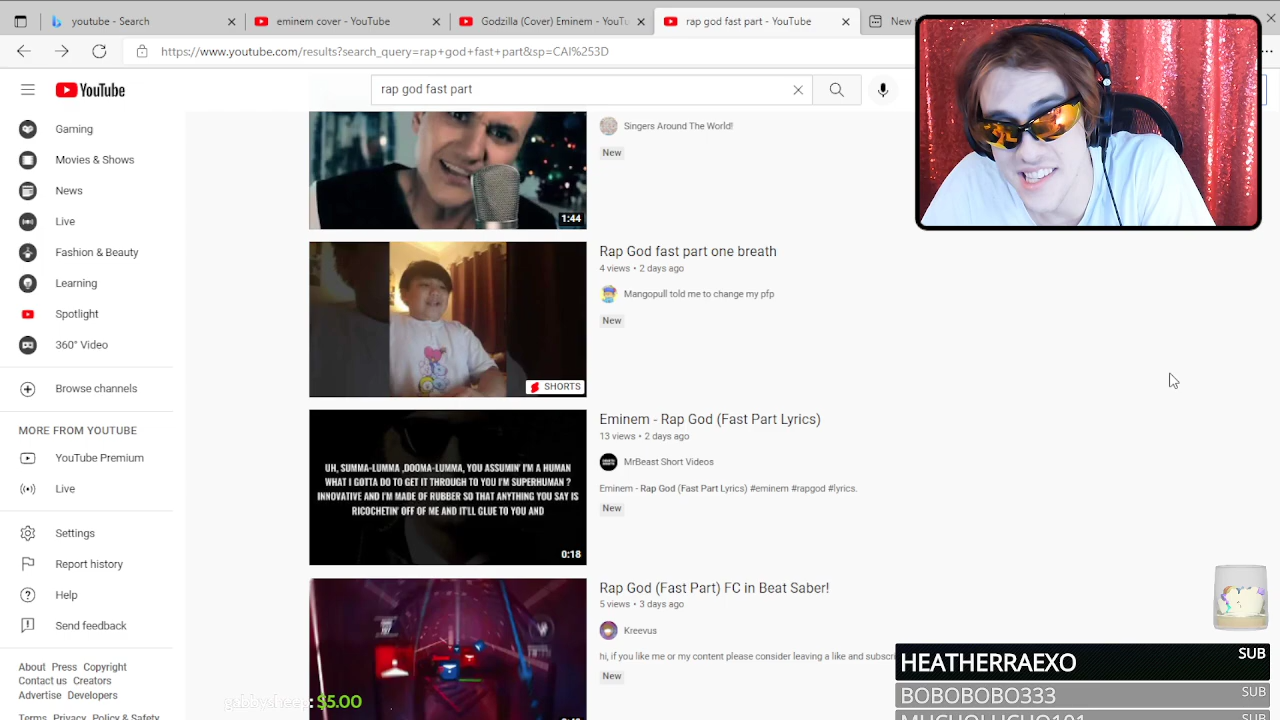 youtube - Search
eminem cover - YouTube
Godzilla (Cover) Eminem - YouTu
rap god fast part - YouTube
https://www.youtube.com/results?search_query=rap+god+fast+part&sp=CAI%253D
YouTube
rap god fast part
Gaming
Movies & Shows
News
Live
Fashion & Beauty
Learning
Spotlight
360° Video
Browse channels
MORE FROM YOUTUBE
YouTube Premium
Live
Settings
Report history
Help
Send feedback
About Press Copyright
Contact us Creators
Advertise Developers
Terms Privacy Policy & Safety
Singers Around The World!
New
1:44
Rap God fast part one breath
4 views • 2 days ago
Mangopull told me to change my pfp
New
SHORTS
Eminem - Rap God (Fast Part Lyrics)
13 views • 2 days ago
MrBeast Short Videos
Eminem - Rap God (Fast Part Lyrics) #eminem #rapgod #lyrics.
New
UH, SUMMA-LUMMA ,DOOMA-LUMMA, YOU ASSUMIN' I'M A HUMAN
WHAT I GOTTA DO TO GET IT THROUGH TO YOU I'M SUPERHUMAN ?
INNOVATIVE AND I'M MADE OF RUBBER SO THAT ANYTHING YOU SAY IS
RICOCHETIN' OFF OF ME AND IT'LL GLUE TO YOU AND
0:18
Rap God (Fast Part) FC in Beat Saber!
5 views • 3 days ago
Kreevus
hi, if you like me or my content please consider leaving a like and subscri
New
$5.00
HEATHERRAEXO SUB
BOBOBOBO333 SUB